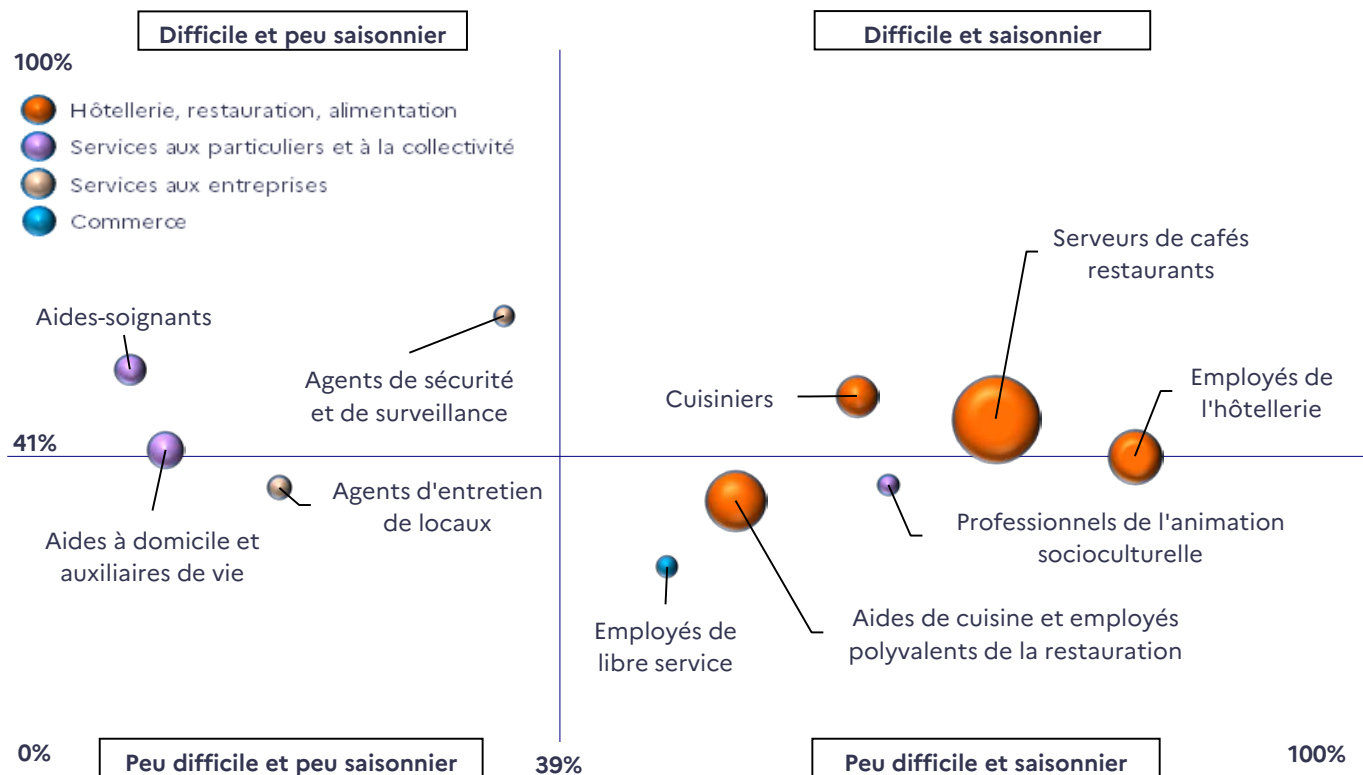 Difficile et peu saisonnier
Difficile et saisonnier
100%
Hôtellerie, restauration, alimentation
Services aux particuliers et à la collectivité
Services aux entreprises
Commerce
Serveurs de cafés
restaurants
Aides-soignants
Agents de sécurité
et de surveillance
Cuisiniers
Employés de
l'hôtellerie
41%
Agents d'entretien
de locaux
Aides à domicile et
auxiliaires de vie
Professionnels de l'animation
socioculturelle
Employés de
libre service
Aides de cuisine et employés
polyvalents de la restauration
0%
Peu difficile et peu saisonnier
39%
Peu difficile et saisonnier
100%